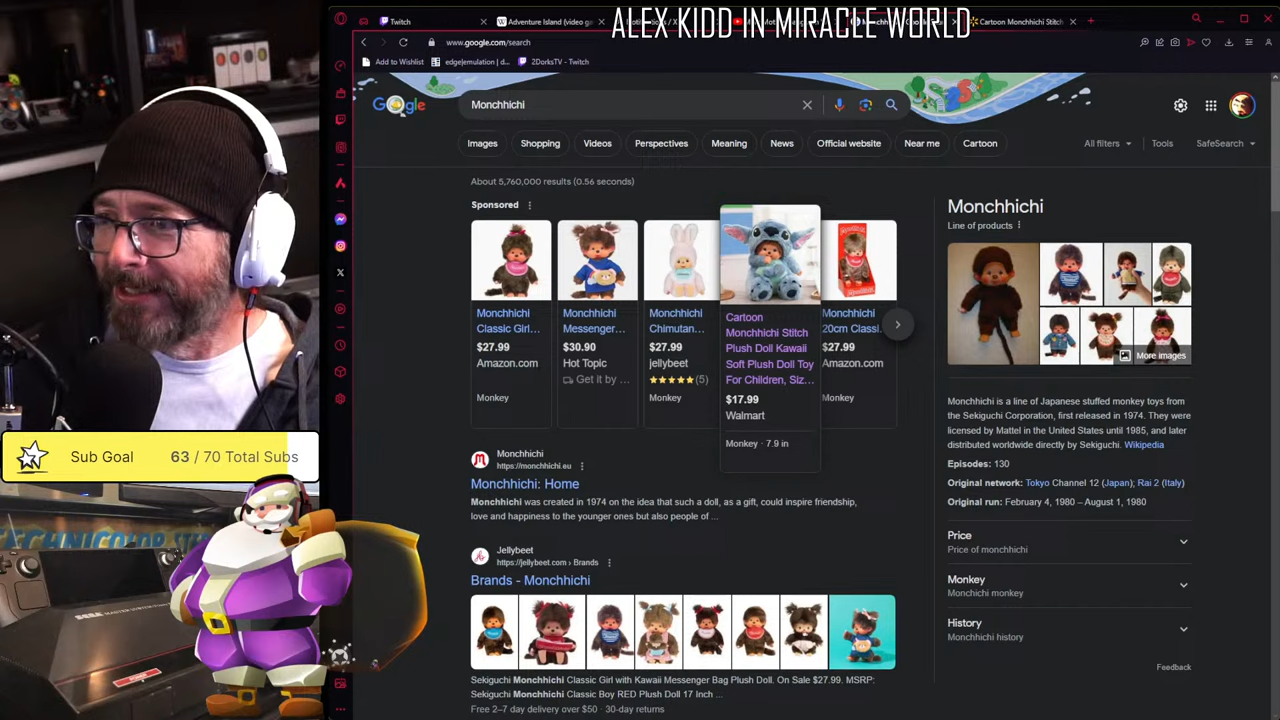 ALEX KIDD IN MIRACLE WORLD
Twitch
Adventure Island (video ga
Cartoon Monchhichi Stitch
www.google.com/search
Add to Wishlist
edge|emulation | d...
2DorksTV - Twitch
Google
Monchhichi
Images
Shopping
Videos
Perspectives
Meaning
News
Official website
Near me
Cartoon
All filters
Tools
SafeSearch
About 5,760,000 results (0.56 seconds)
Sponsored
Monchhichi
Classic Girl...
$27.99
Amazon.com
Monkey
Monchhichi
Messenger...
$30.90
Hot Topic
Get it by ...
Monchhichi
Chimutan...
$27.99
jellybeet
(5)
Monkey
Cartoon
Monchhichi Stitch
Plush Doll Kawaii
Soft Plush Doll Toy
For Children, Siz...
$17.99
Walmart
Monkey · 7.9 in
Monchhichi
20cm Classi...
$27.99
Amazon.com
Monkey
Monchhichi
https://monchhichi.eu
Monchhichi: Home
Monchhichi was created in 1974 on the idea that such a doll, as a gift, could inspire friendship,
love and happiness to the younger ones but also people of ...
Jellybeet
https://jellybeet.com › Brands
Brands - Monchhichi
Sekiguchi Monchhichi Classic Girl with Kawaii Messenger Bag Plush Doll. On Sale $27.99. MSRP:
Sekiguchi Monchhichi Classic Boy RED Plush Doll 17 Inch ...
Free 2–7 day delivery over $50 · 30-day returns
Monchhichi
Line of products
More images
Monchhichi is a line of Japanese stuffed monkey toys from
the Sekiguchi Corporation, first released in 1974. They were
licensed by Mattel in the United States until 1985, and later
distributed worldwide directly by Sekiguchi. Wikipedia
Episodes: 130
Original network: Tokyo Channel 12 (Japan); Rai 2 (Italy)
Original run: February 4, 1980 – August 1, 1980
Price
Price of monchhichi
Monkey
Monchichi monkey
History
Monchhichi history
Feedback
Sub Goal
63 / 70 Total Subs
TECHNICOLOR
SEGA